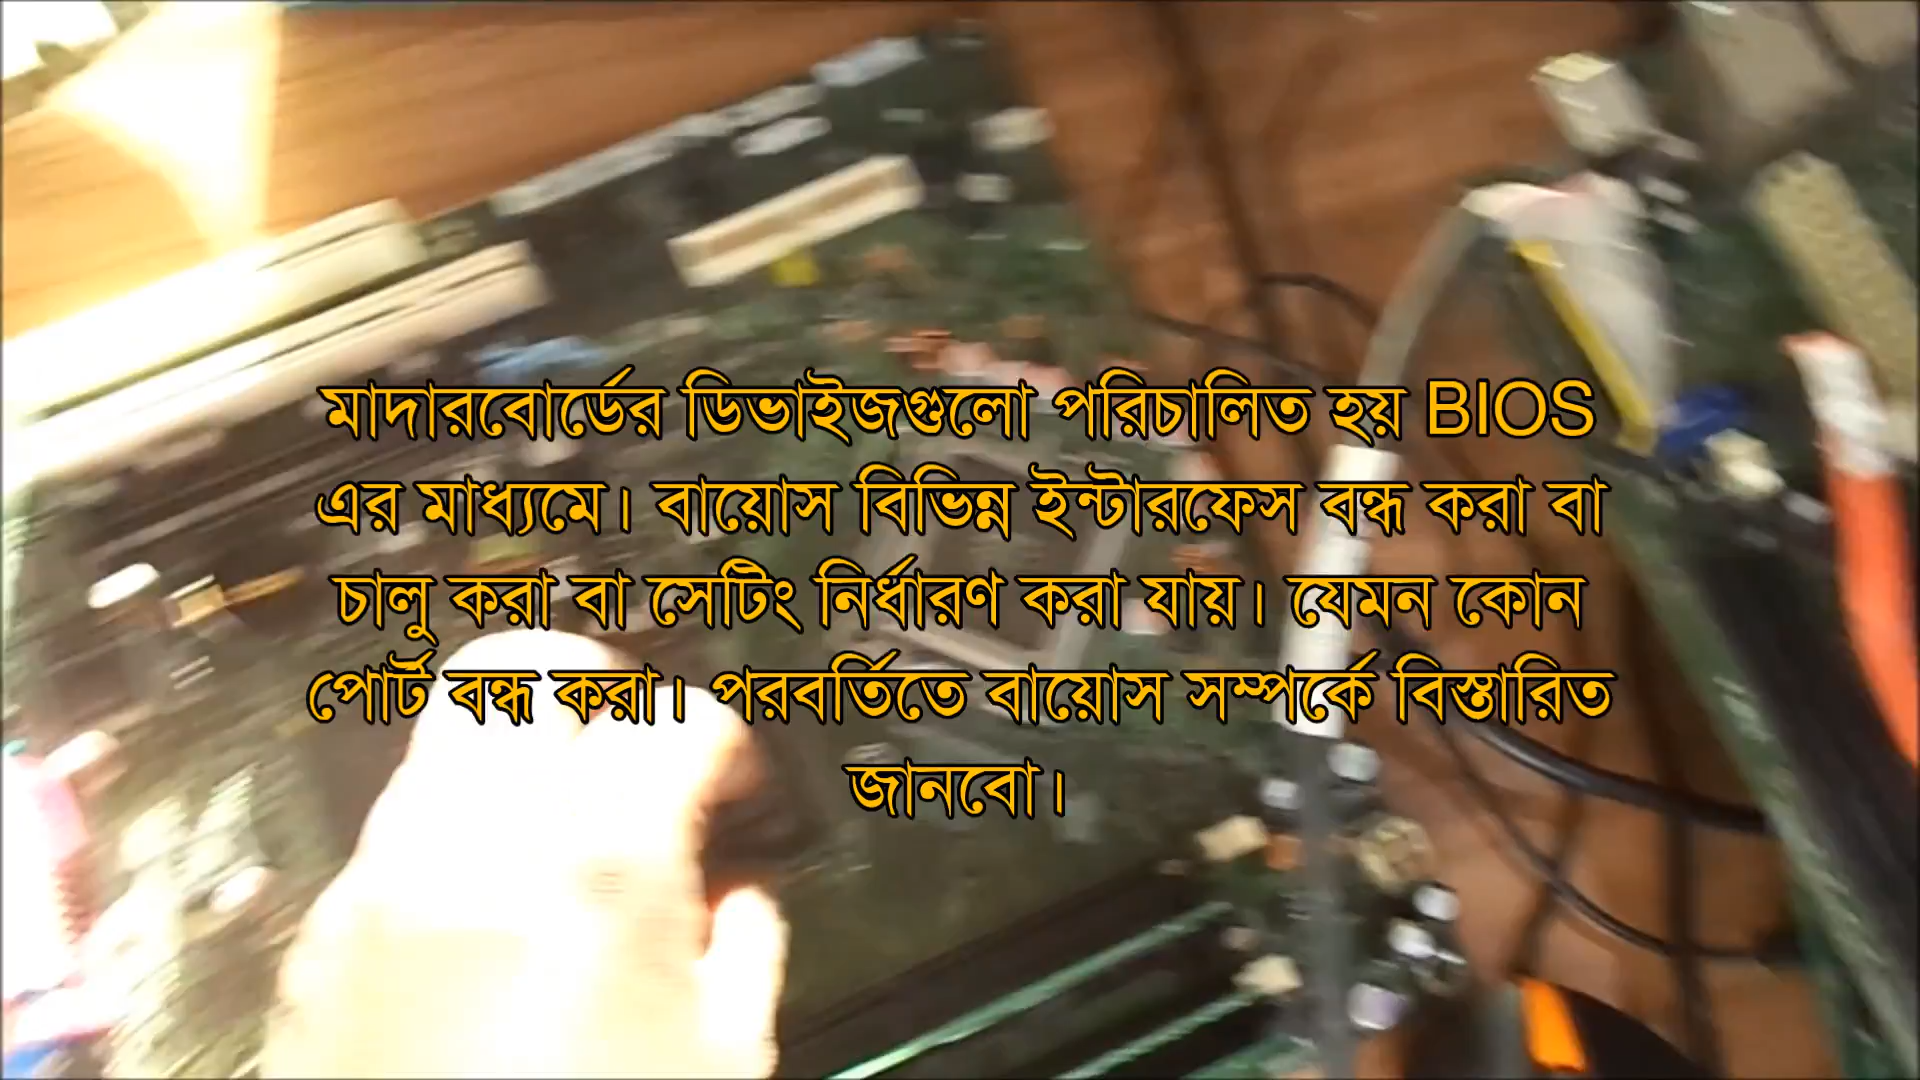 মাদারবোর্ডের ডিভাইজগুলো পরিচালিত হয় BIOS
এর মাধ্যমে। বায়োস বিভিন্ন ইন্টারফেস বন্ধ করা বা
চালু করা বা সেটিং নির্ধারণ করা যায়। যেমন কোন
পোর্ট বন্ধ করা। পরবর্তিতে বায়োস সম্পর্কে বিস্তারিত
জানবো।